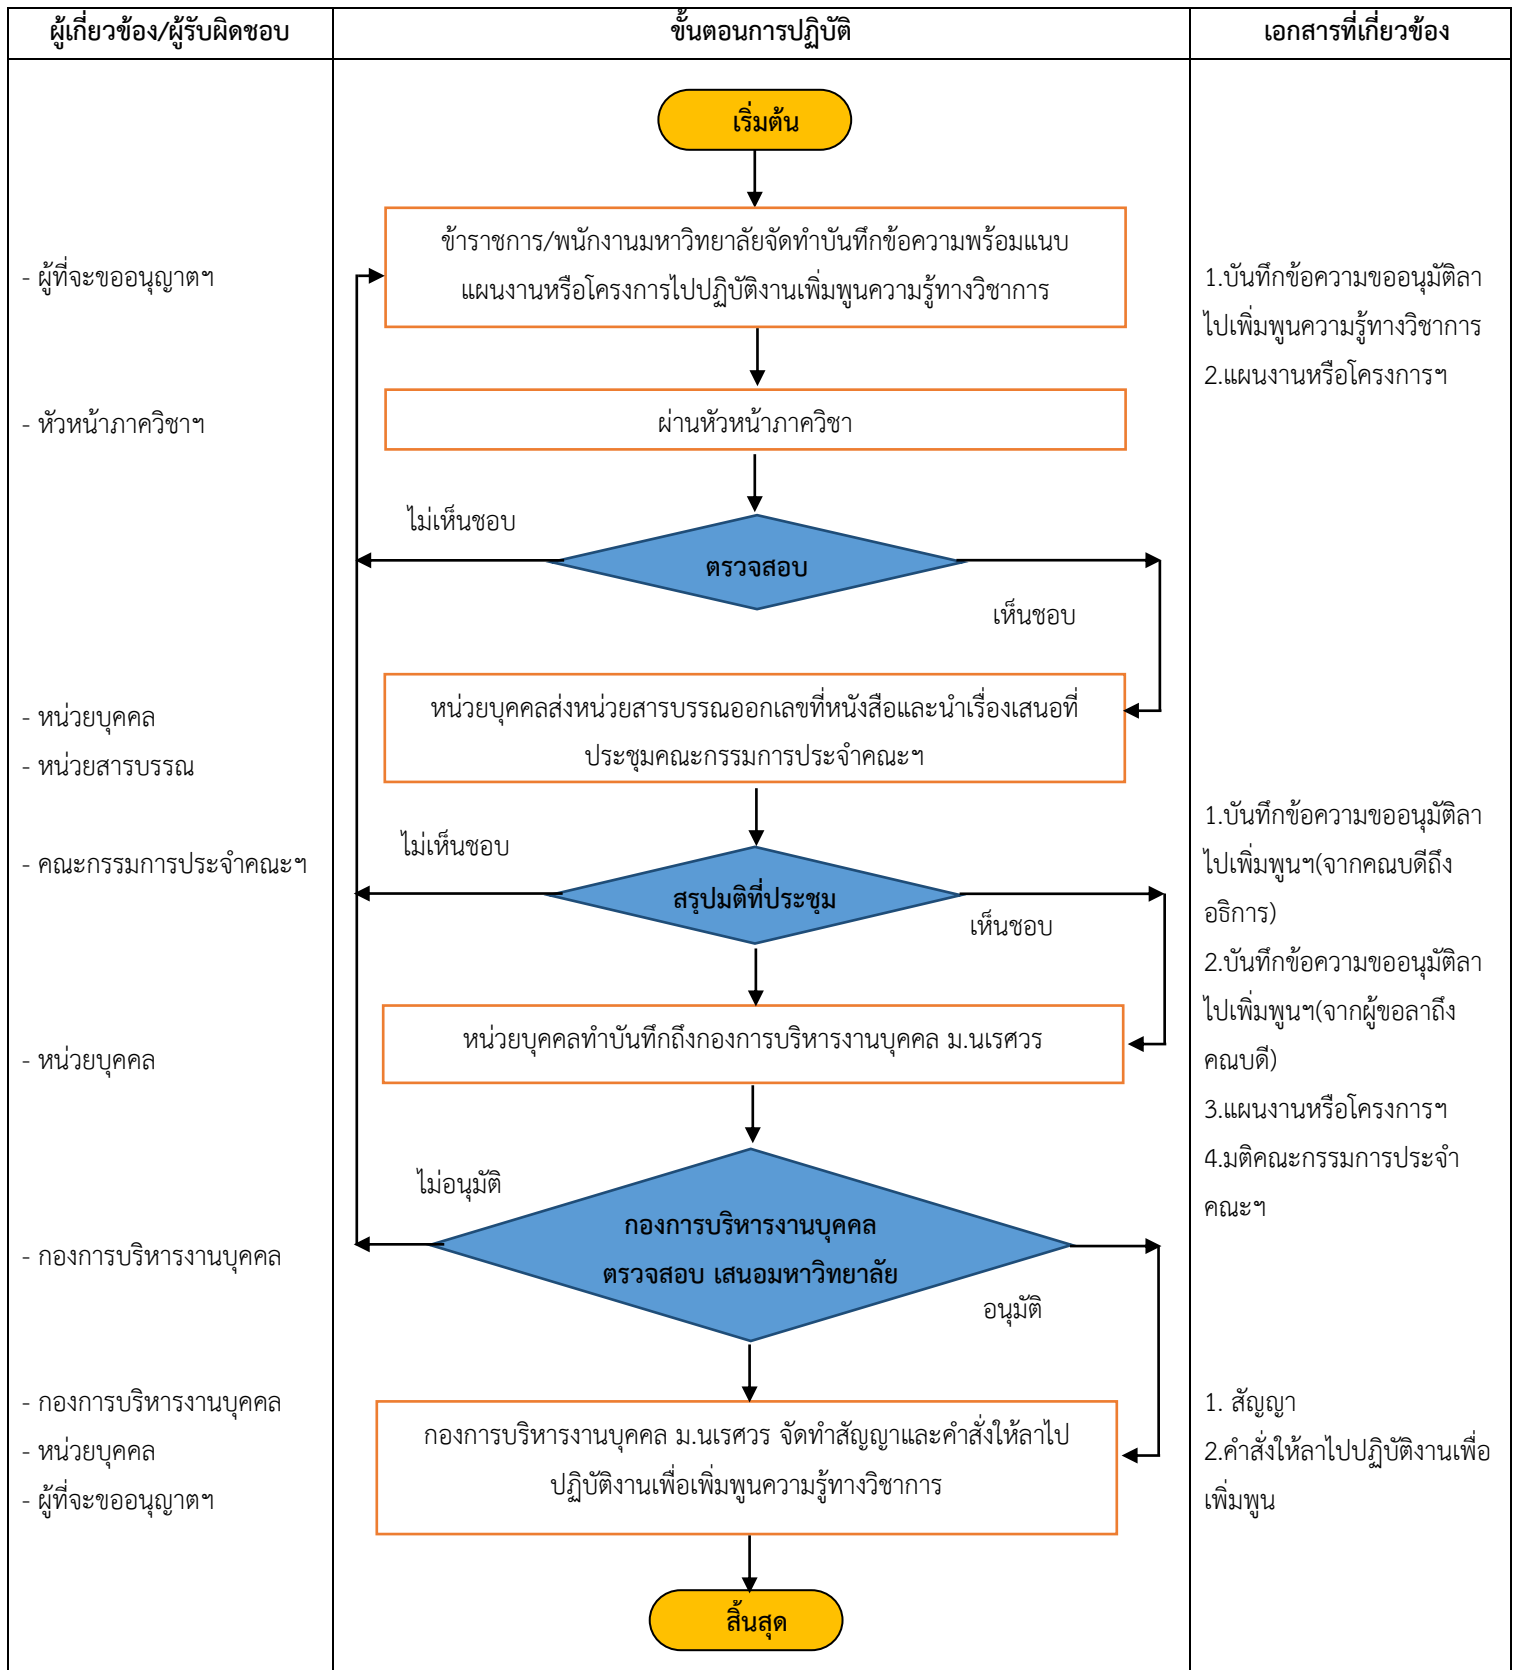 ผู้เกี่ยวข้อง/ผู้รับผิดชอบ
ขั้นตอนการปฏิบัติ
เอกสารที่เกี่ยวข้อง
เริ่มต้น
- ผู้ที่จะขออนุญาตฯ
ข้าราชการ/พนักงานมหาวิทยาลัยจัดทำบันทึกข้อความพร้อมแนบ
แผนงานหรือโครงการไปปฏิบัติงานเพิ่มพูนความรู้ทางวิชาการ
1.บันทึกข้อความขออนุมัติลา
ไปเพิ่มพูนความรู้ทางวิชาการ
2.แผนงานหรือโครงการฯ
- หัวหน้าภาควิชาฯ
ผ่านหัวหน้าภาควิชา
ไม่เห็นชอบ
ตรวจสอบ
เห็นชอบ
- หน่วยบุคคล
- หน่วยสารบรรณ
หน่วยบุคคลส่งหน่วยสารบรรณออกเลขที่หนังสือและนำเรื่องเสนอที่
ประชุมคณะกรรมการประจำคณะฯ
- คณะกรรมการประจำคณะฯ
ไม่เห็นชอบ
สรุปมติที่ประชุม
เห็นชอบ
1.บันทึกข้อความขออนุมัติลา
ไปเพิ่มพูนฯ(จากคณบดีถึง
อธิการ)
2.บันทึกข้อความขออนุมัติลา
ไปเพิ่มพูนฯ(จากผู้ขอลาถึง
คณบดี)
3.แผนงานหรือโครงการฯ
4.มติคณะกรรมการประจำ
คณะฯ
- หน่วยบุคคล
หน่วยบุคคลทำบันทึกถึงกองการบริหารงานบุคคล ม.นเรศวร
ไม่อนุมัติ
- กองการบริหารงานบุคคล
กองการบริหารงานบุคคล
ตรวจสอบ เสนอมหาวิทยาลัย
อนุมัติ
- กองการบริหารงานบุคคล
- หน่วยบุคคล
- ผู้ที่จะขออนุญาตฯ
กองการบริหารงานบุคคล ม.นเรศวร จัดทำสัญญาและคำสั่งให้ลาไป
ปฏิบัติงานเพื่อเพิ่มพูนความรู้ทางวิชาการ
1. สัญญา
2.คำสั่งให้ลาไปปฏิบัติงานเพื่อ
เพิ่มพูน
สิ้นสุด